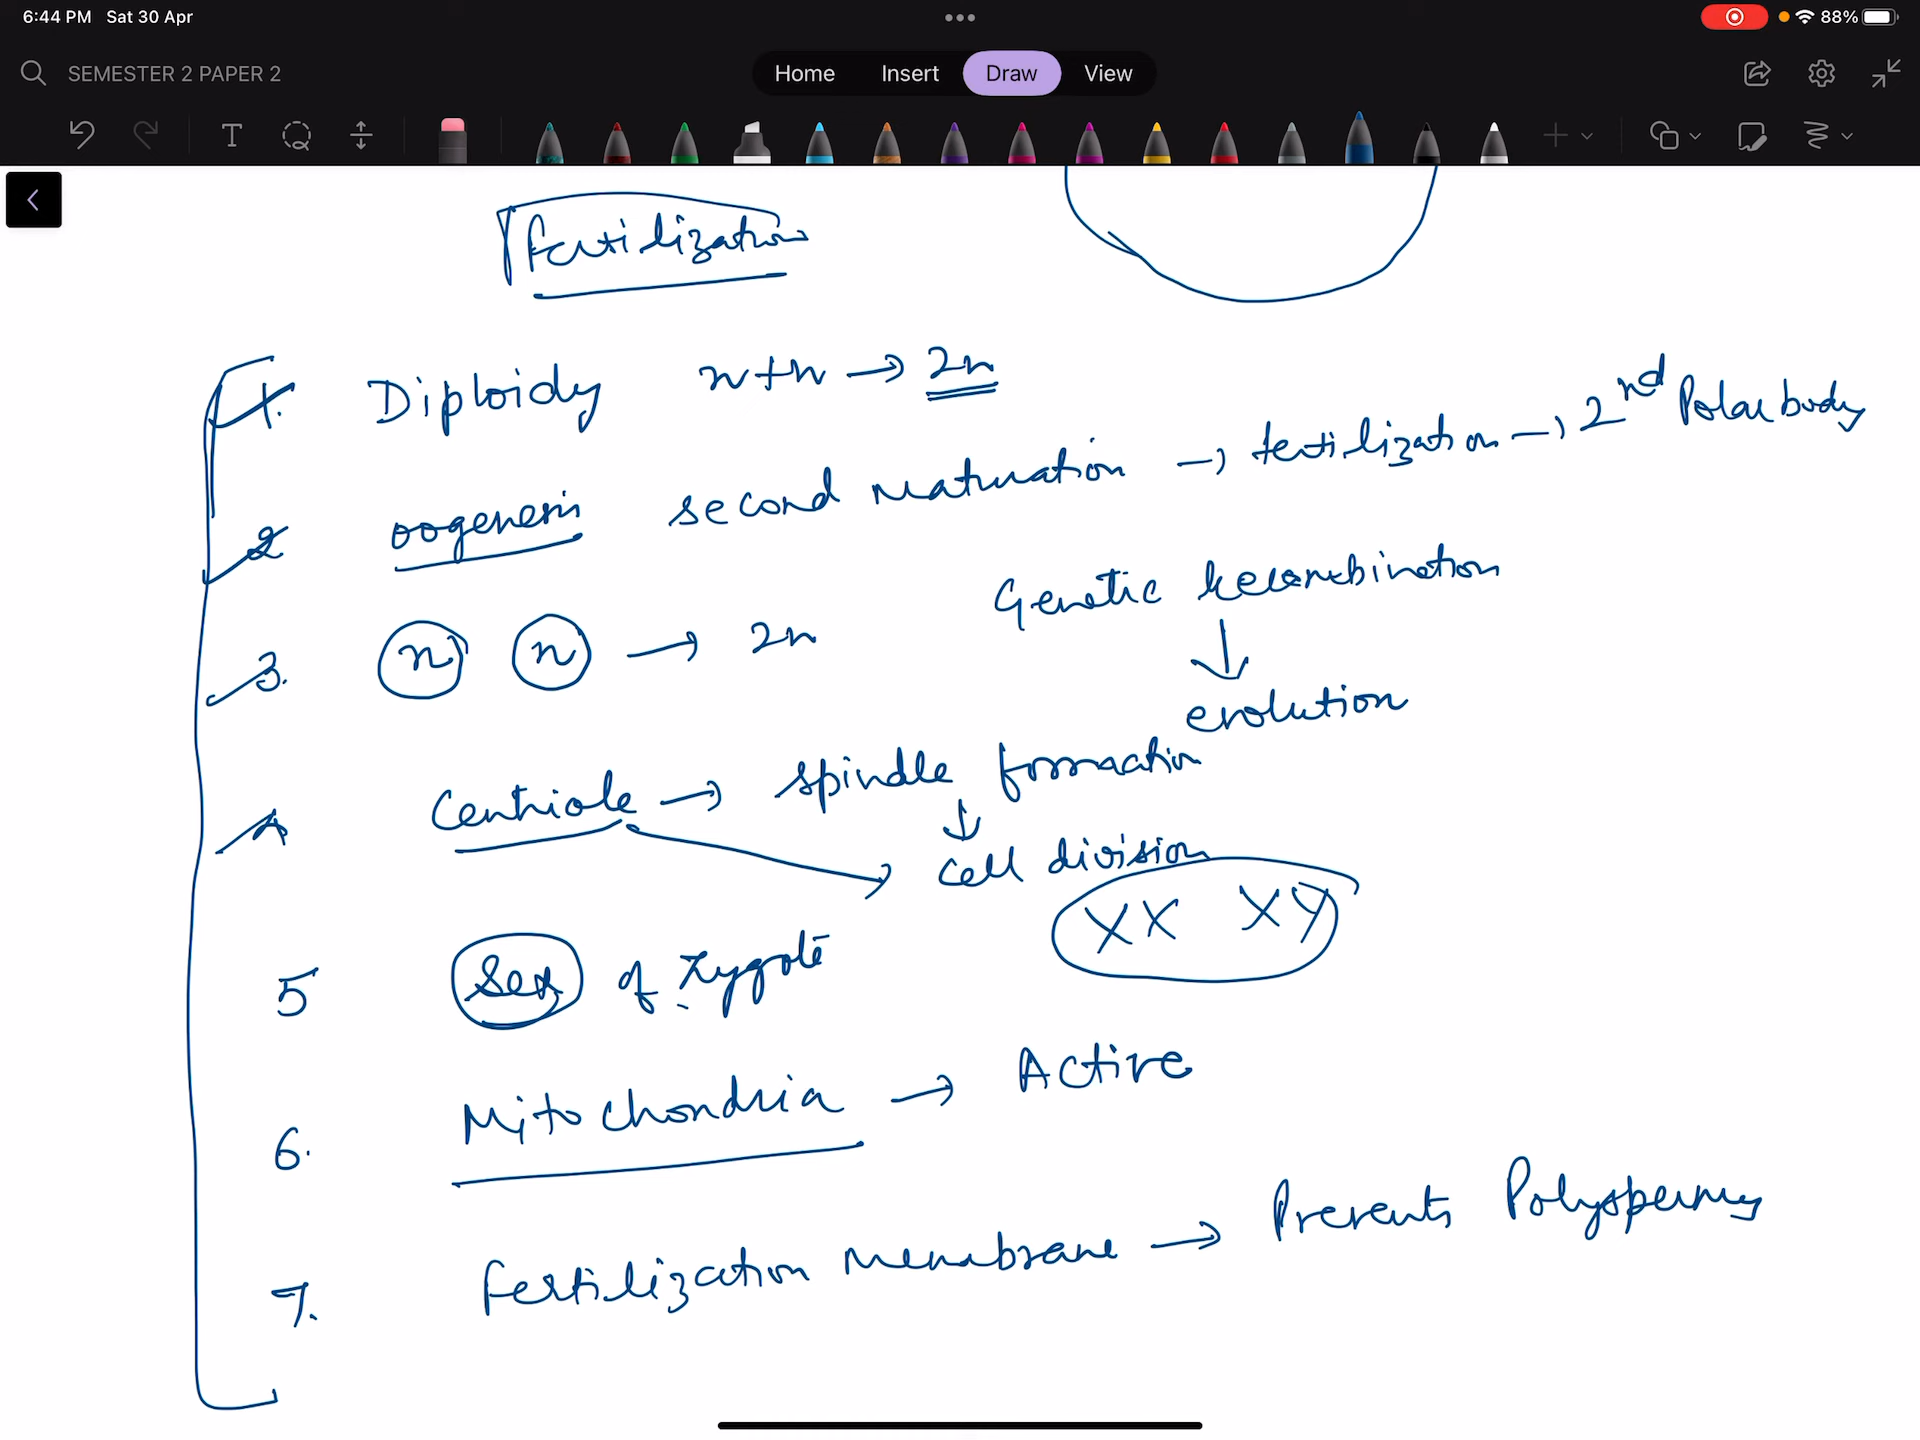 6:44 PM Sat 30 Apr
88%
SEMESTER 2 PAPER 2
Home Insert Draw View
Fertilization
1. Diploidy n+n → 2n
2 oogenesis second maturation → fertilization → 2nd Polar body
3. n n → 2n
Genetic Recombination
↓
evolution
4 Centriole → spindle formation
↓
cell division
5 Sex of zygote XX XY
6. Mitochondria → Active
7. Fertilization membrane → Prevents Polyspermy